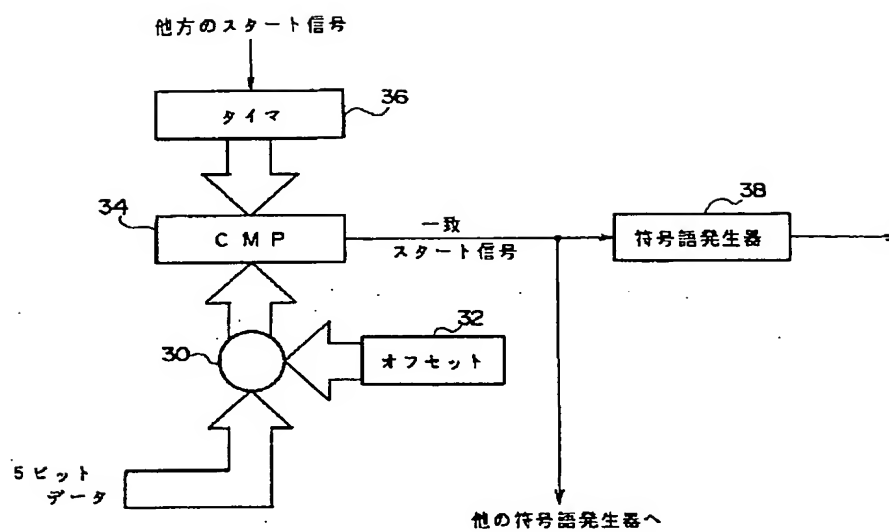 他方のスタート信号
タイマ
36
34
CMP
一致
スタート信号
38
符号語発生器
30
32
オフセット
5ビット
データ
他の符号語発生器へ